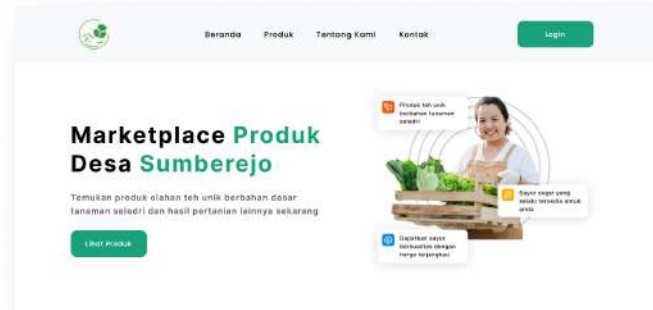 Beranda Produk Tentang Kami Kontak Login
Marketplace Produk
Desa Sumberejo
Temukan produk olahan teh unik berbahan dasar
tanaman seledri dan hasil pertanian lainnya sekarang
Lihat Produk
Produk teh unik
berbahan tanaman
seledri
Sayur segar yang
selalu tersedia untuk
anda
Dapatkan sayur
berkualitas dengan
harga terjangkau